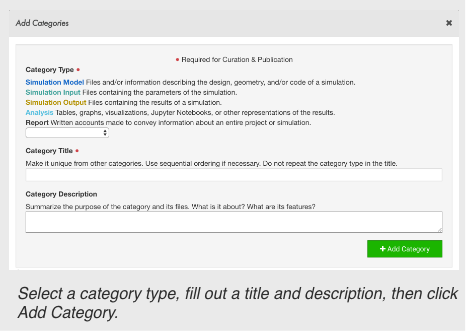 Add Categories ✖
• Required for Curation & Publication
Category Type •
Simulation Model Files and/or information describing the design, geometry, and/or code of a simulation.
Simulation Input Files containing the parameters of the simulation.
Simulation Output Files containing the results of a simulation.
Analysis Tables, graphs, visualizations, Jupyter Notebooks, or other representations of the results.
Report Written accounts made to convey information about an entire project or simulation.
Category Title •
Make it unique from other categories. Use sequential ordering if necessary. Do not repeat the category type in the title.
Category Description
Summarize the purpose of the category and its files. What is it about? What are its features?
+ Add Category
Select a category type, fill out a title and description, then click
Add Category.